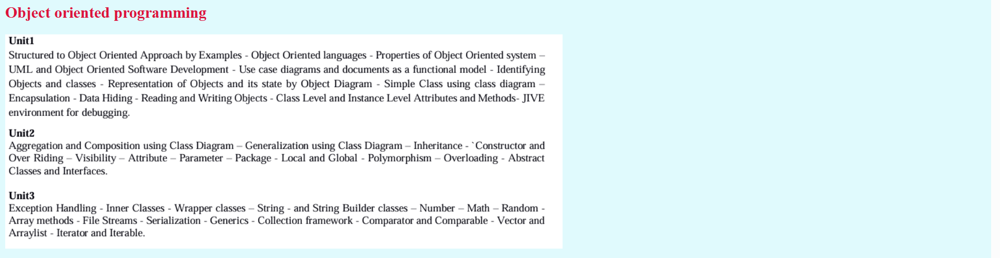 Object oriented programming
Unit1
Structured to Object Oriented Approach by Examples - Object Oriented languages - Properties of Object Oriented system –
UML and Object Oriented Software Development - Use case diagrams and documents as a functional model - Identifying
Objects and classes - Representation of Objects and its state by Object Diagram - Simple Class using class diagram –
Encapsulation - Data Hiding - Reading and Writing Objects - Class Level and Instance Level Attributes and Methods- JIVE
environment for debugging.
Unit2
Aggregation and Composition using Class Diagram – Generalization using Class Diagram – Inheritance - `Constructor and
Over Riding – Visibility – Attribute – Parameter – Package - Local and Global - Polymorphism – Overloading - Abstract
Classes and Interfaces.
Unit3
Exception Handling - Inner Classes - Wrapper classes – String - and String Builder classes – Number – Math – Random -
Array methods - File Streams - Serialization - Generics - Collection framework - Comparator and Comparable - Vector and
Arraylist - Iterator and Iterable.